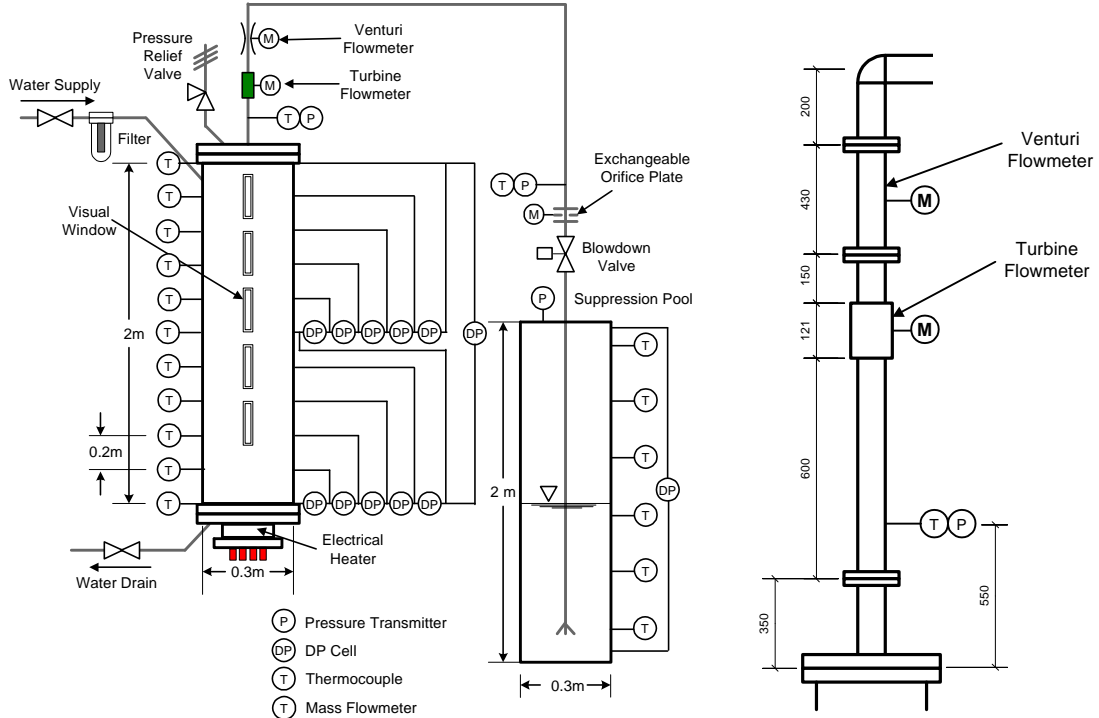 Pressure
Relief
Valve
M
Venturi
Flowmeter
M
Turbine
Flowmeter
Water Supply
Filter
T P
T
T
T
T
T
T
T
T
T
T
T
Visual
Window
2m
0.2m
DP DP DP DP DP
DP
DP DP DP DP DP
Electrical
Heater
Water Drain
0.3m
T P
Exchangeable
Orifice Plate
M
Blowdown
Valve
P
Suppression Pool
2 m
T
T
T
T
T
T
DP
0.3m
P Pressure Transmitter
DP DP Cell
T Thermocouple
T Mass Flowmeter
200
430
150
121
600
350
550
Venturi
Flowmeter
M
Turbine
Flowmeter
M
T P